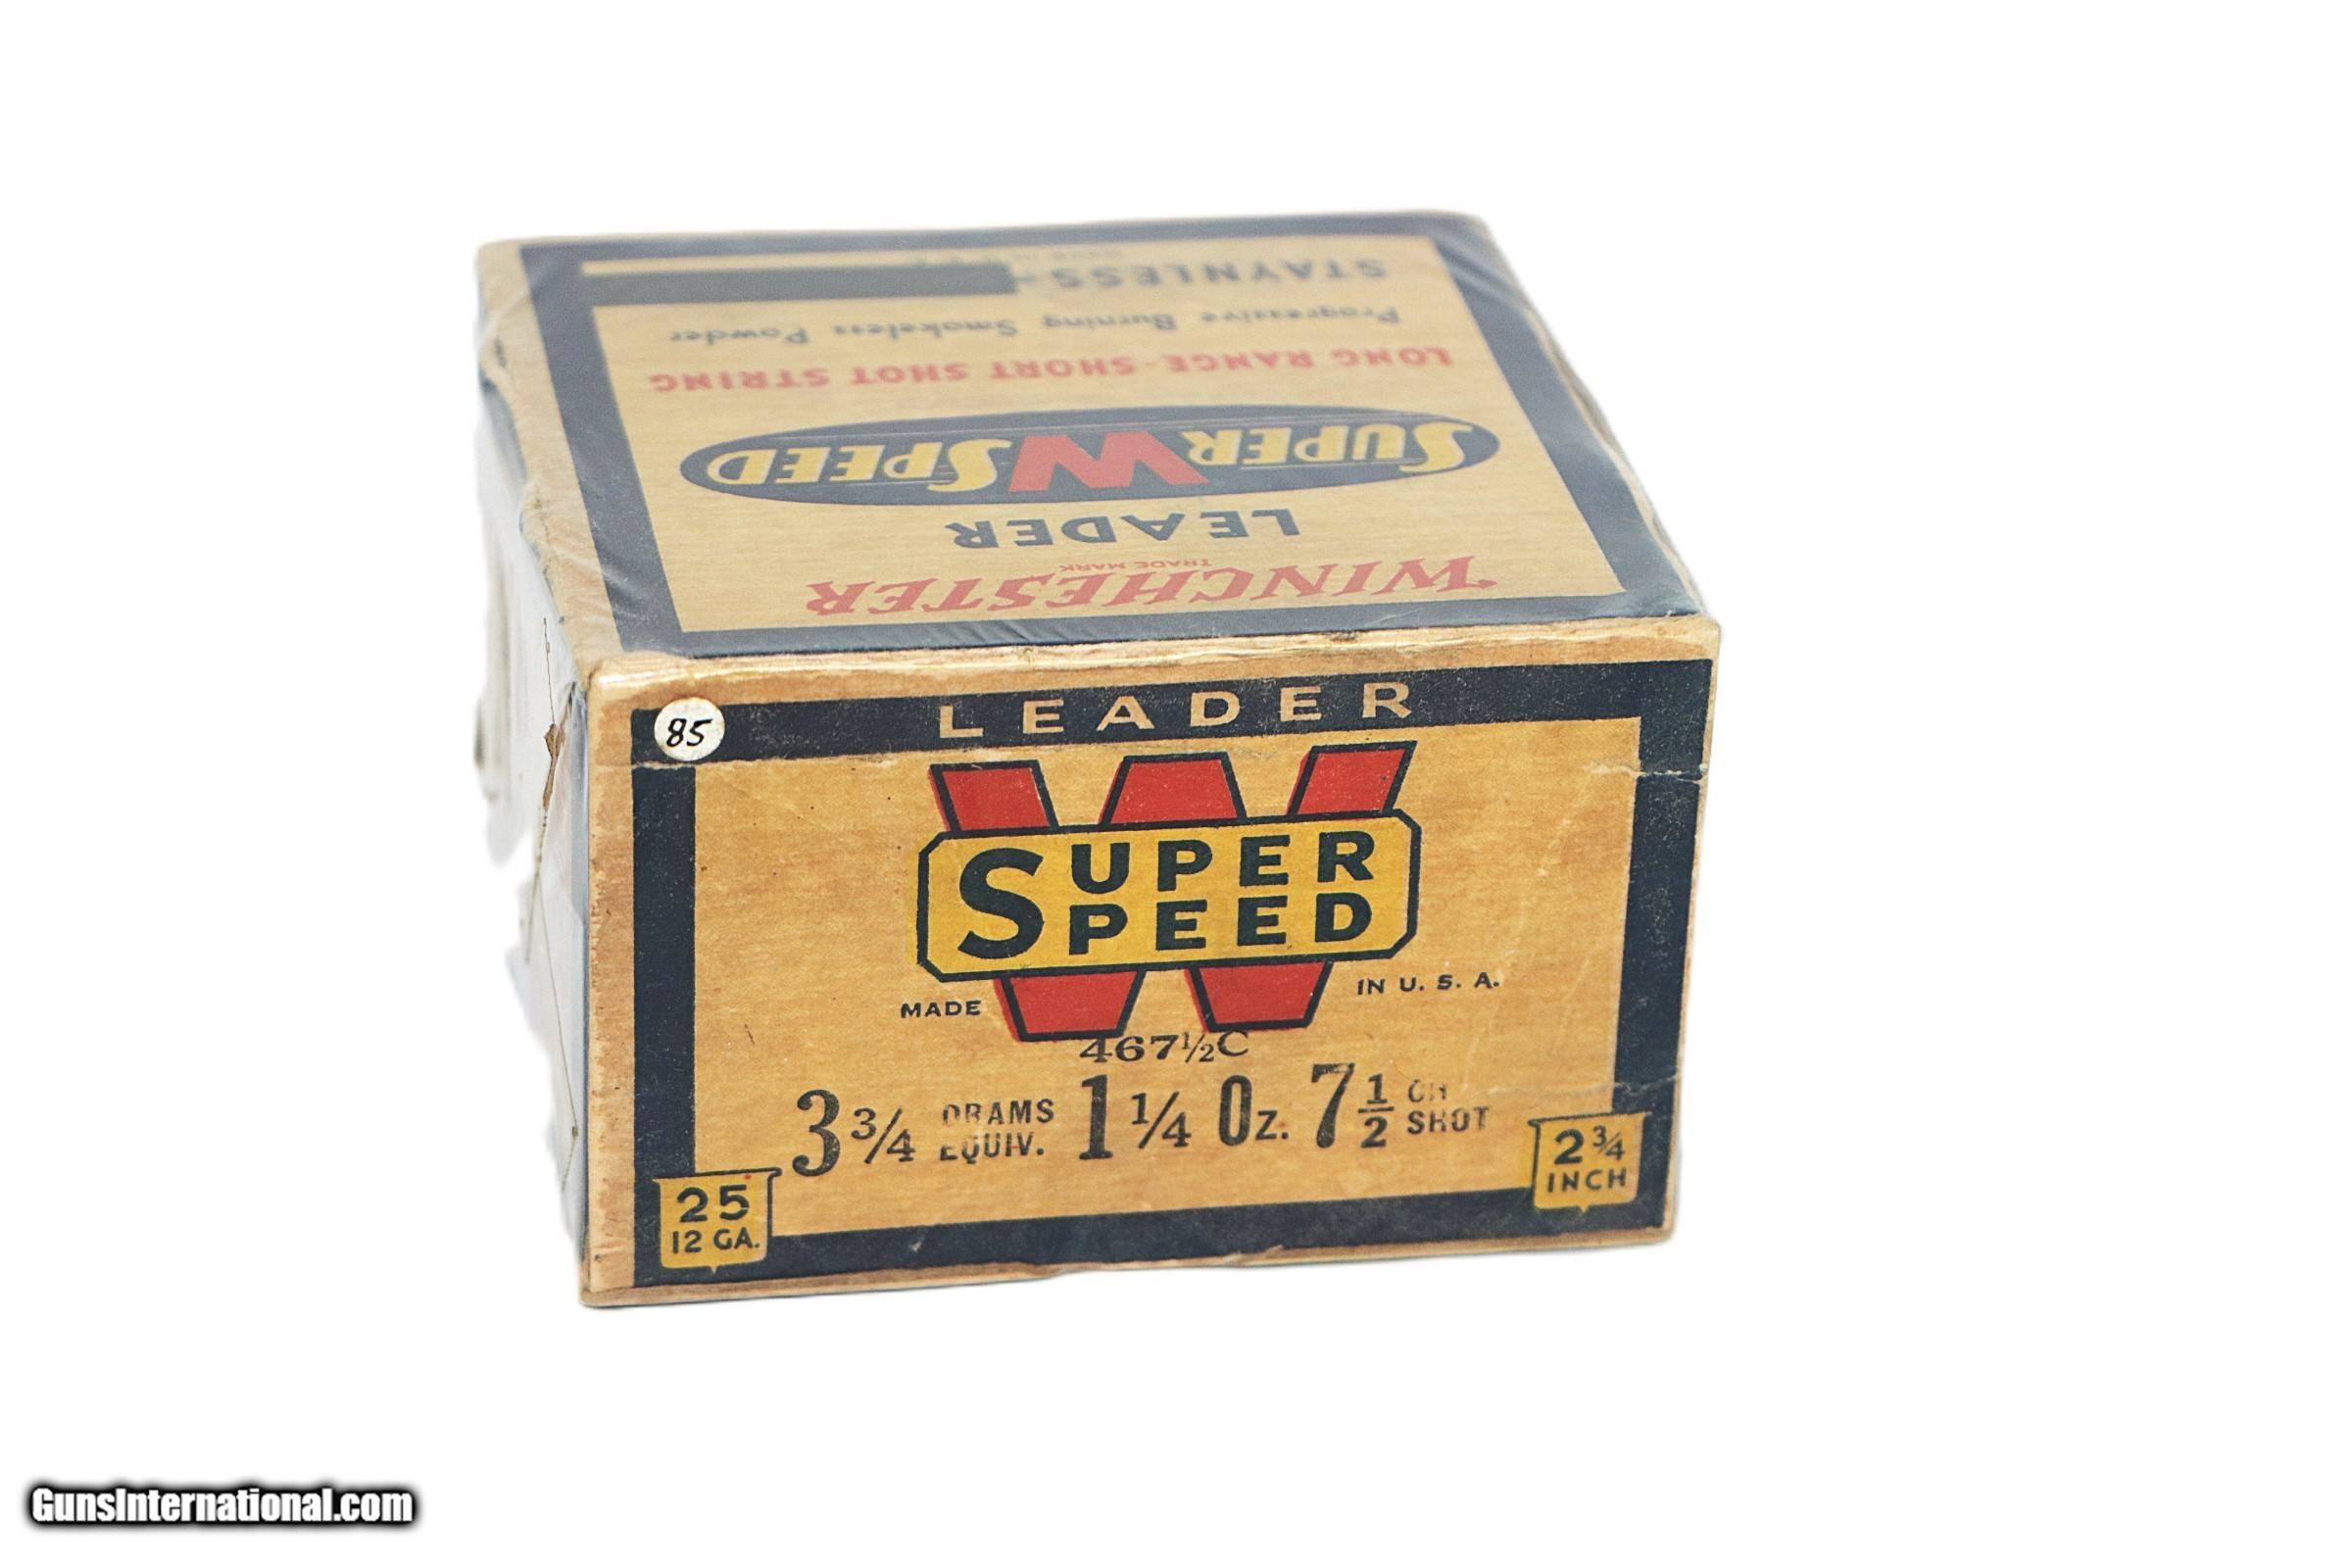 STAYNLESS
Progressive Burning Smokeless Powder
LONG RANGE-SHORT SHOT STRING
SUPER W SPEED
LEADER
TRADE MARK
WINCHESTER
85
LEADER
W
SUPER
SPEED
MADE IN U. S. A.
467½C
3¾ DRAMS EQUIV. 1¼ OZ. 7½ CH SHOT
25
12 GA.
2¾
INCH
GunsInternational.com